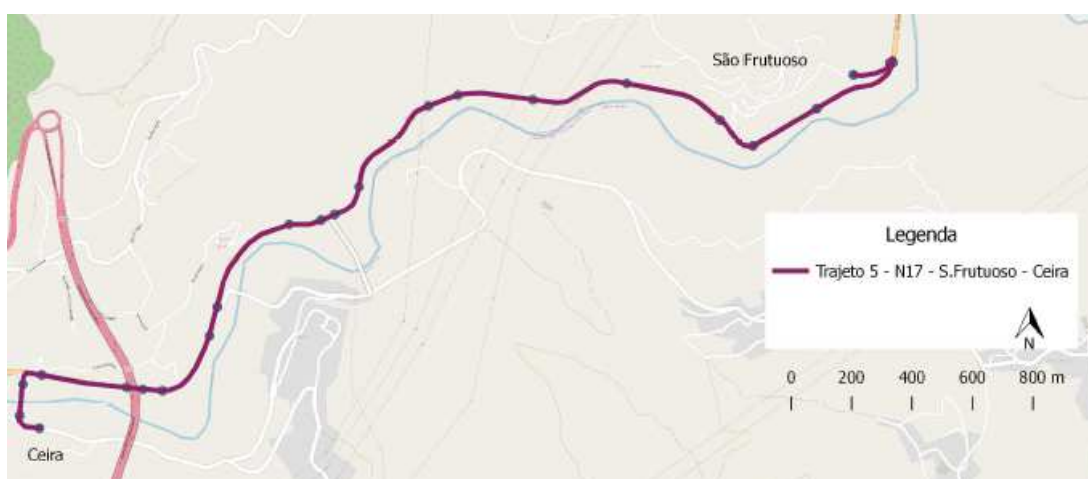 São Frutuoso
Legenda
Trajeto 5 - N17 - S.Frutuoso - Ceira
N
0 200 400 600 800 m
Ceira